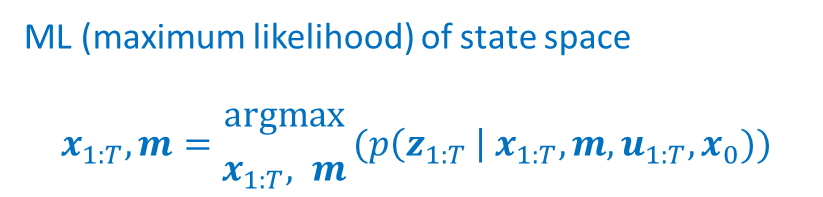 ML (maximum likelihood) of state space
x₁:T, m = argmax x₁:T, m (p(z₁:T | x₁:T, m, u₁:T, x₀))